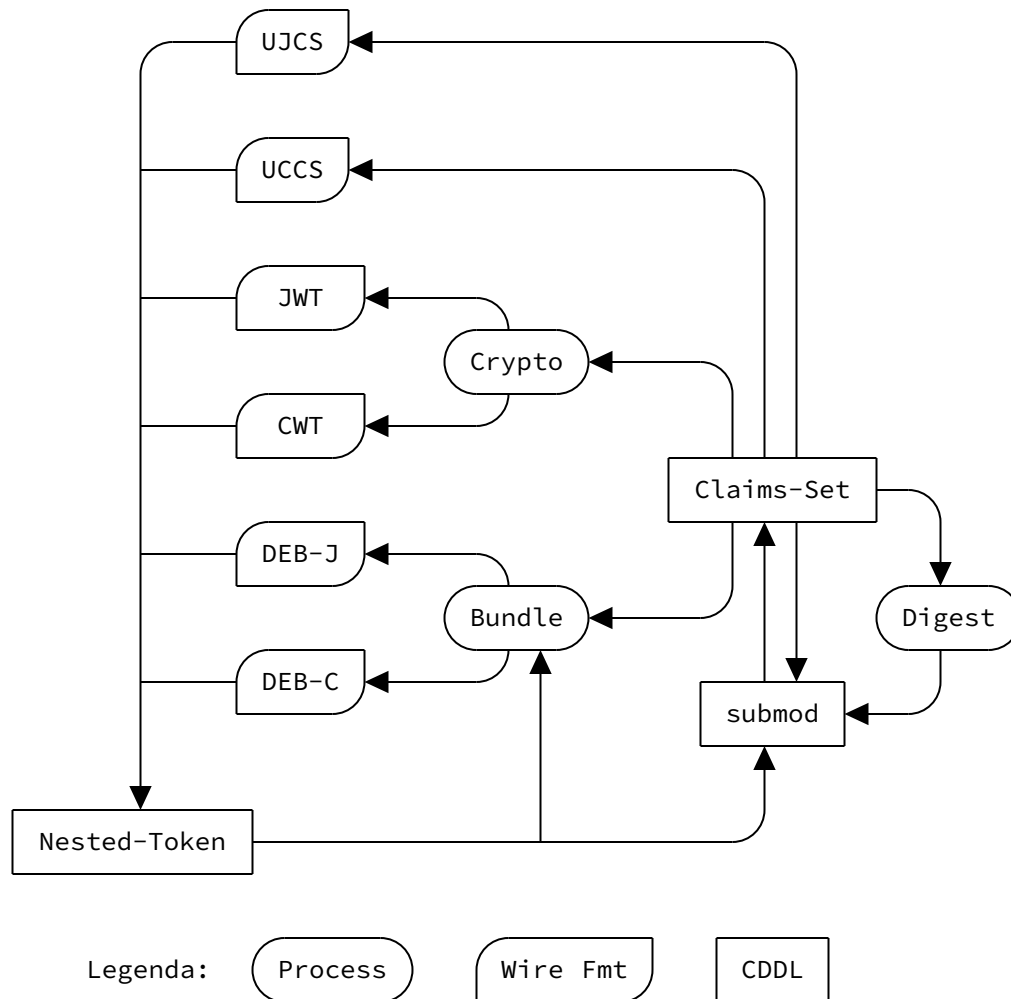 UJCS
UCCS
JWT
Crypto
CWT
Claims-Set
DEB-J
Bundle
Digest
DEB-C
submod
Nested-Token
Legenda: Process Wire Fmt CDDL